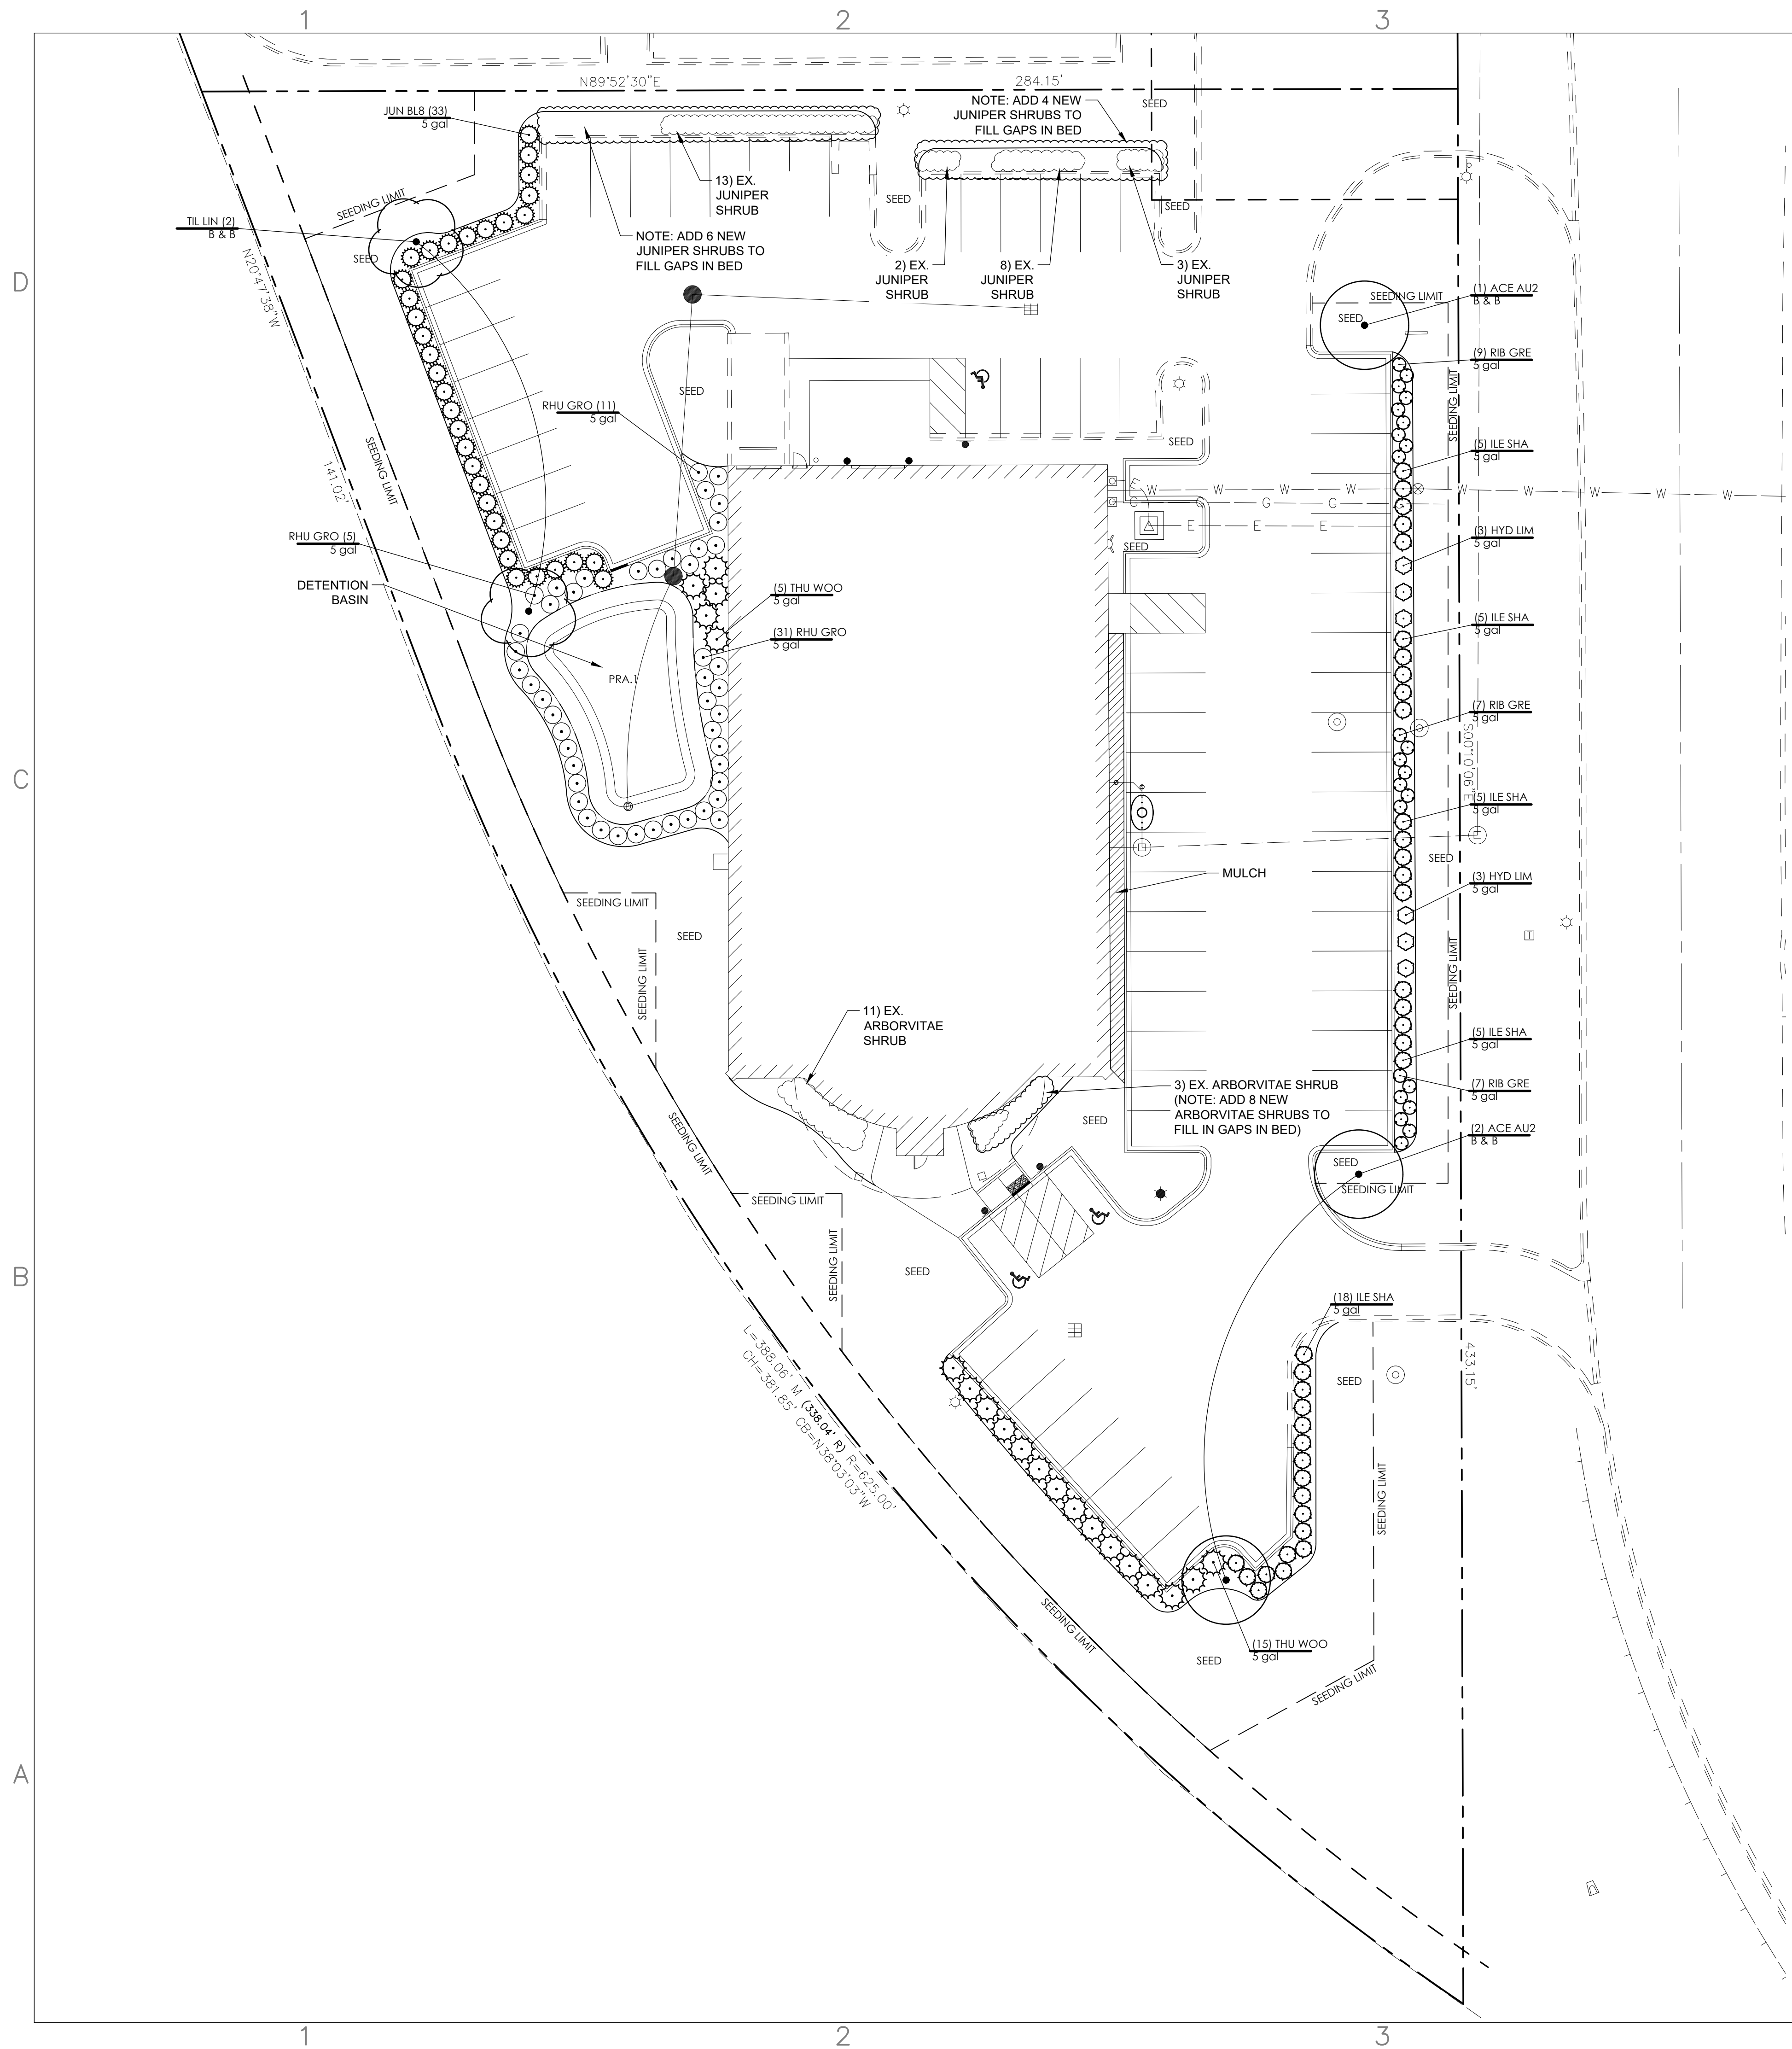 1
2
3
N89°52'30"E
284.15'
JUN BL8 (33)
5 gal
NOTE: ADD 4 NEW
JUNIPER SHRUBS TO
FILL GAPS IN BED
SEED
13) EX.
JUNIPER
SHRUB
SEEDING LIMIT
SEED
SEED
TIL LIN (2)
B & B
SEED
NOTE: ADD 6 NEW
JUNIPER SHRUBS TO
FILL GAPS IN BED
N20°47'38"W
D
2) EX.
JUNIPER
SHRUB
8) EX.
JUNIPER
SHRUB
3) EX.
JUNIPER
SHRUB
(1) ACE AU2
B & B
SEEDING LIMIT
SEED
(9) RIB GRE
5 gal
SEED
RHU GRO (11)
5 gal
SEEDING LIMIT
SEED
SEEDING LIMIT
(5) ILE SHA
5 gal
141.02'
E
W W W W W W W W W
G G G
E E E
RHU GRO (5)
5 gal
(3) HYD LIM
5 gal
SEED
DETENTION
BASIN
(5) THU WOO
5 gal
(5) ILE SHA
5 gal
(31) RHU GRO
5 gal
PRA.1
(7) RIB GRE
5 gal
S00°10'06"E
C
(5) ILE SHA
5 gal
SEED
MULCH
(3) HYD LIM
5 gal
SEEDING LIMIT
SEED
SEEDING LIMIT
SEEDING LIMIT
11) EX.
ARBORVITAE
SHRUB
(5) ILE SHA
5 gal
3) EX. ARBORVITAE SHRUB
(NOTE: ADD 8 NEW
ARBORVITAE SHRUBS TO
FILL IN GAPS IN BED)
(7) RIB GRE
5 gal
SEED
SEEDING LIMIT
(2) ACE AU2
B & B
SEED
SEEDING LIMIT
SEEDING LIMIT
SEEDING LIMIT
B
SEED
(18) ILE SHA
5 gal
L=388.06' M (338.04' R) R=625.00'
CH=381.85' CB=N38°03'03"W
433.15'
SEED
SEEDING LIMIT
SEEDING LIMIT
(15) THU WOO
5 gal
SEED
SEEDING LIMIT
A
1
2
3